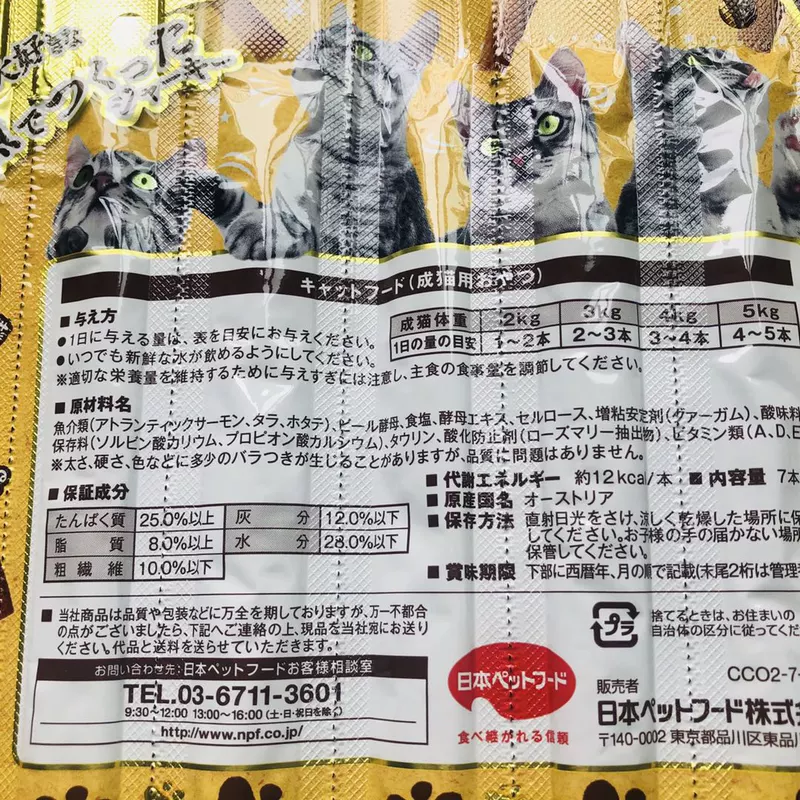 大好きな
でつくった
ジャーキー
キャットフード(成猫用おやつ)
■与え方
●1日に与える量は、表を目安にお与えください。
●いつでも新鮮な水が飲めるようにしてください。
※適切な栄養量を維持するために与えすぎには注意し、主食の食事量を調節してください。
成猫体重 2kg 3kg 4kg 5kg
1日の量の目安 1〜2本 2〜3本 3〜4本 4〜5本
■原材料名
魚介類(アトランティックサーモン、タラ、ホタテ)、ビール酵母、食塩、酵母エキス、セルロース、増粘安定剤(グァーガム)、酸味料
保存料(ソルビン酸カリウム、プロピオン酸カルシウム)、タウリン、酸化防止剤(ローズマリー抽出物)、ビタミン類(A、D、E
※太さ、硬さ、色などに多少のバラつきが生じることがありますが、品質に問題はありません。
■保証成分
たんぱく質 25.0%以上 灰分 12.0%以下
脂質 8.0%以上 水分 28.0%以下
粗繊維 10.0%以下
■代謝エネルギー 約12kcal/本 ■内容量 7本
■原産国名 オーストリア
■保存方法 直射日光をさけ、涼しく乾燥した場所に保
してください。お子様の手の届かない場所
保管してください。
■賞味期限 下部に西暦年、月の順で記載(末尾2桁は管理
■当社商品は品質や包装などに万全を期しておりますが、万一不都合
の点がございましたら、下記へご連絡の上、現品を当社宛にお送り
ください。代品と送料を送らせていただきます。
お問い合わせ先:日本ペットフードお客様相談室
TEL.03-6711-3601
9:30〜12:00 13:00〜16:00(土・日・祝日を除く)
http://www.npf.co.jp/
日本ペットフード
食べ継がれる信頼
プラ
捨てるときは、お住まいの
自治体の区分に従ってくだ
CCO2-7-
販売者
日本ペットフード株式
〒140-0002 東京都品川区東品